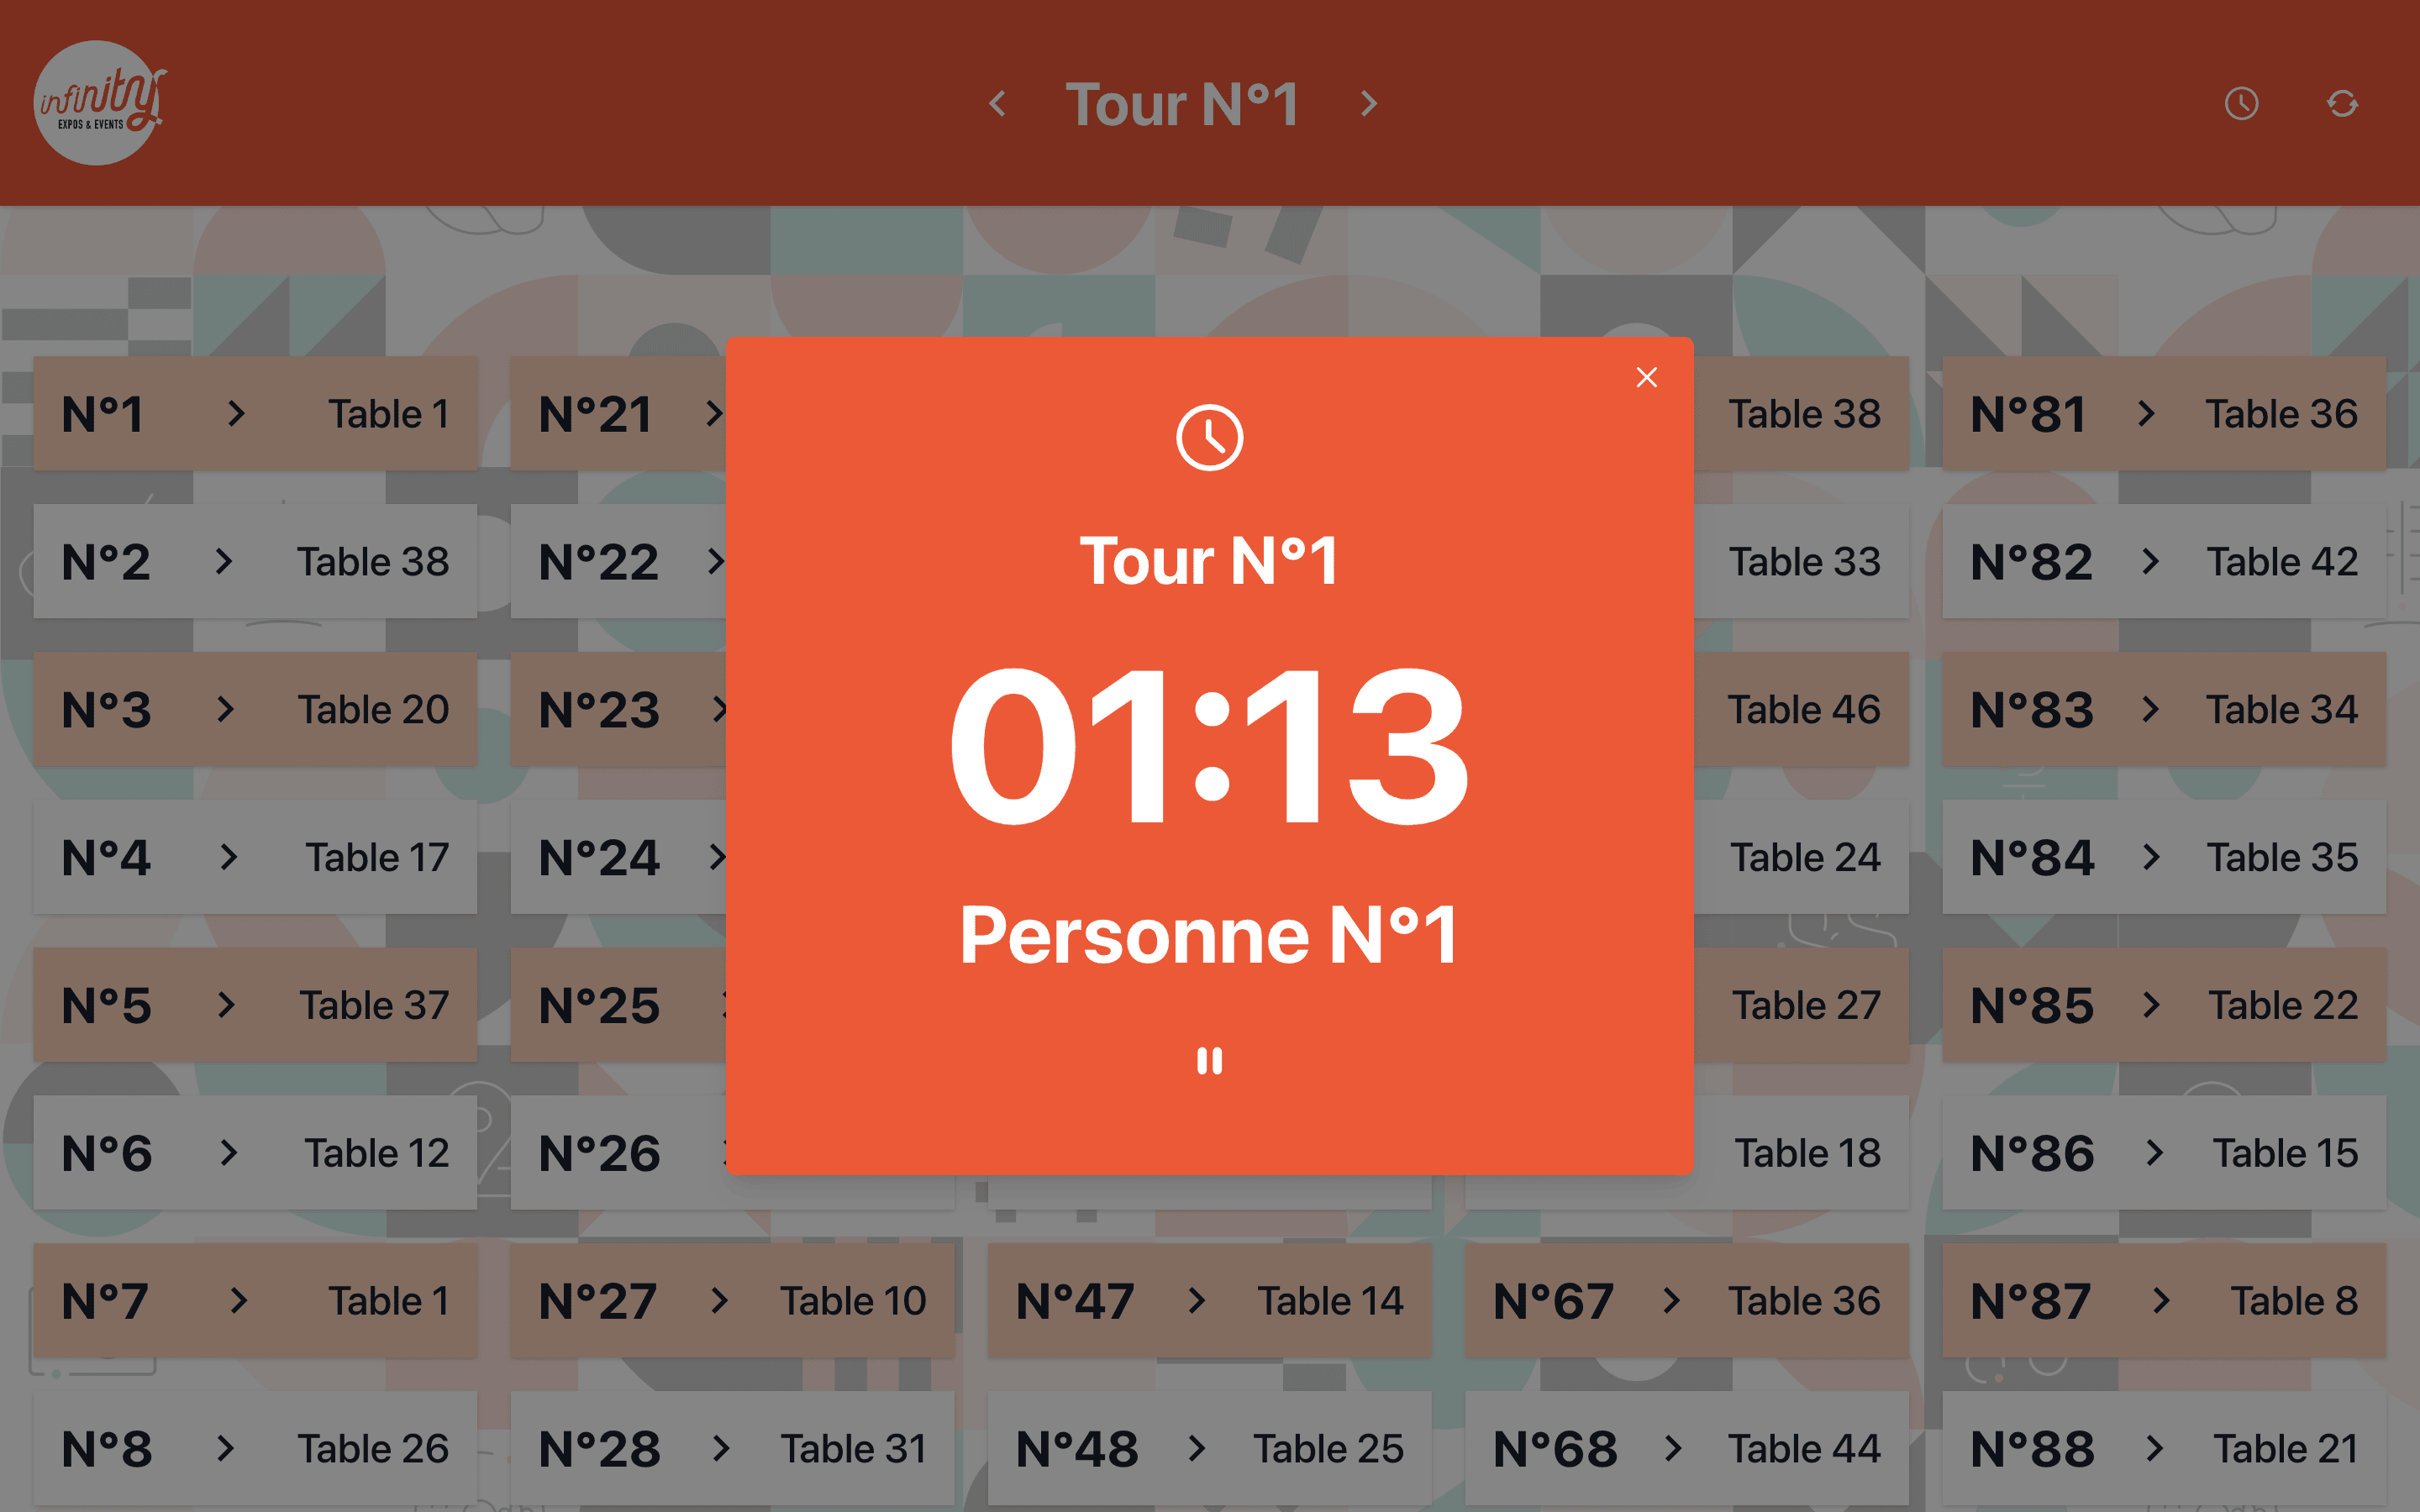 infinity
EXPOS & EVENTS
Tour N°1
Tour N°1
01:13
Personne N°1
N°1 Table 1
N°21
Table 38
N°81 Table 36
N°2 Table 38
N°22
Table 33
N°82 Table 42
N°3 Table 20
N°23
Table 46
N°83 Table 34
N°4 Table 17
N°24
Table 24
N°84 Table 35
N°5 Table 37
N°25
Table 27
N°85 Table 22
N°6 Table 12
N°26
Table 18
N°86 Table 15
N°7 Table 1
N°27 Table 10
N°47 Table 14
N°67 Table 36
N°87 Table 8
N°8 Table 26
N°28 Table 31
N°48 Table 25
N°68 Table 44
N°88 Table 21